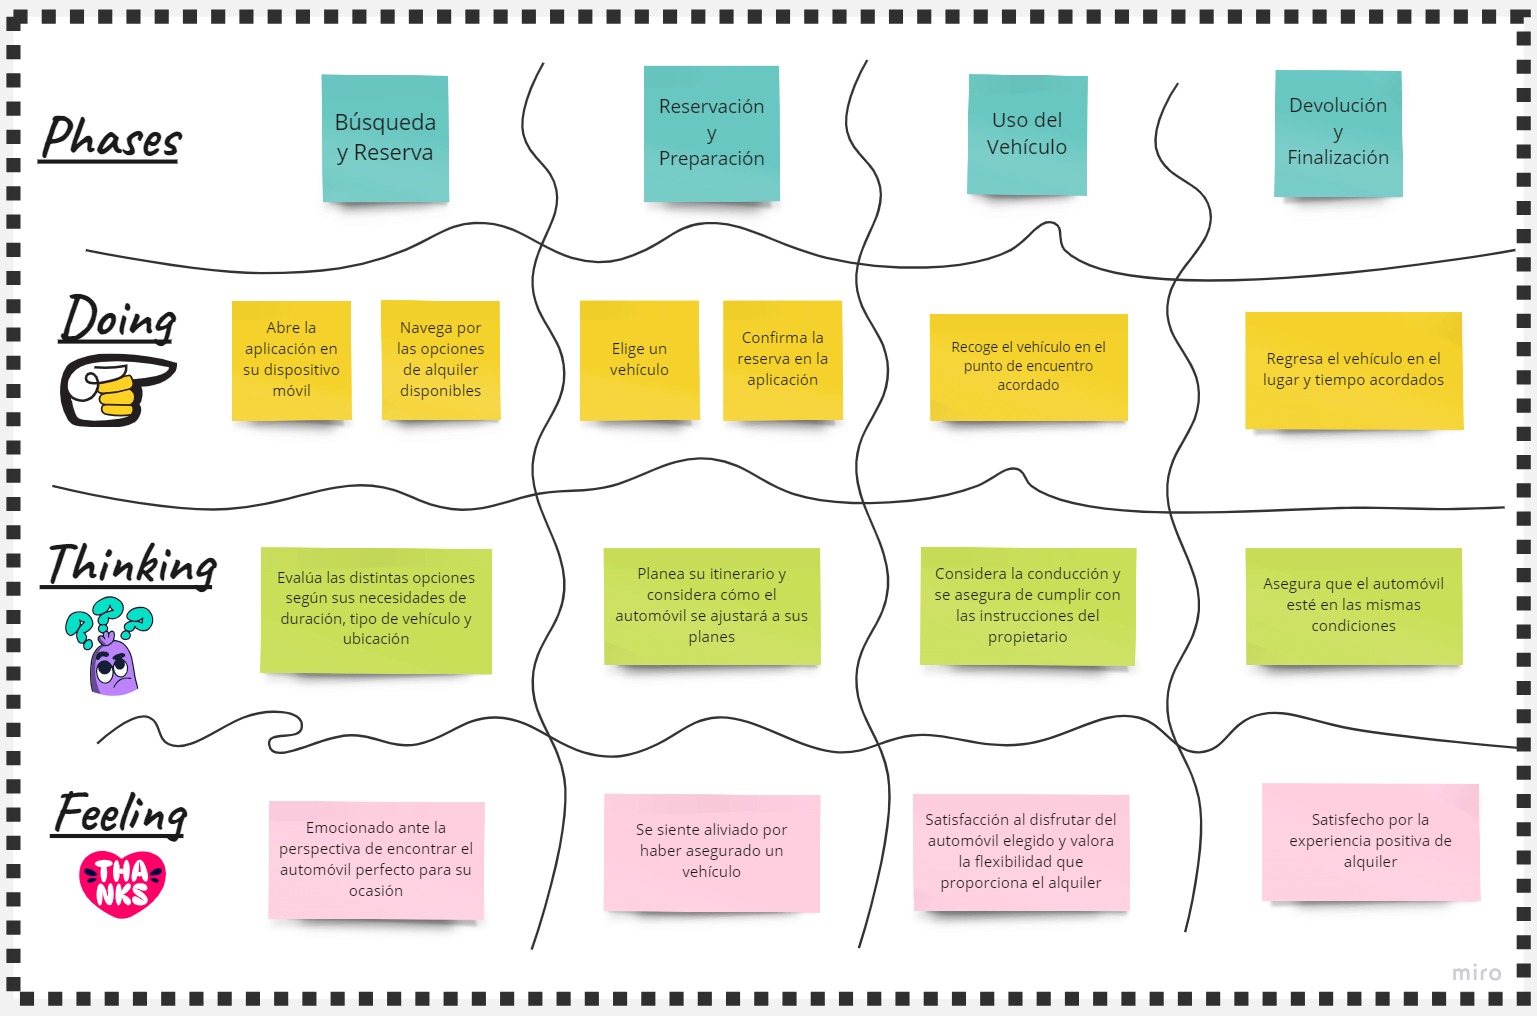 Phases
Búsqueda
y Reserva
Reservación
y
Preparación
Uso del
Vehículo
Devolución
y
Finalización
Doing
Abre la
aplicación en
su dispositivo
móvil
Navega por
las opciones
de alquiler
disponibles
Elige un
vehículo
Confirma la
reserva en la
aplicación
Recoge el vehículo en el
punto de encuentro
acordado
Regresa el vehículo en el
lugar y tiempo acordados
Thinking
Evalúa las distintas opciones
según sus necesidades de
duración, tipo de vehículo y
ubicación
Planea su itinerario y
considera cómo el
automóvil se ajustará a sus
planes
Considera la conducción y
se asegura de cumplir con
las instrucciones del
propietario
Asegura que el automóvil
esté en las mismas
condiciones
Feeling
THA
NKS
Emocionado ante la
perspectiva de encontrar el
automóvil perfecto para su
ocasión
Se siente aliviado por
haber asegurado un
vehículo
Satisfacción al disfrutar del
automóvil elegido y valora
la flexibilidad que
proporciona el alquiler
Satisfecho por la
experiencia positiva de
alquiler
miro